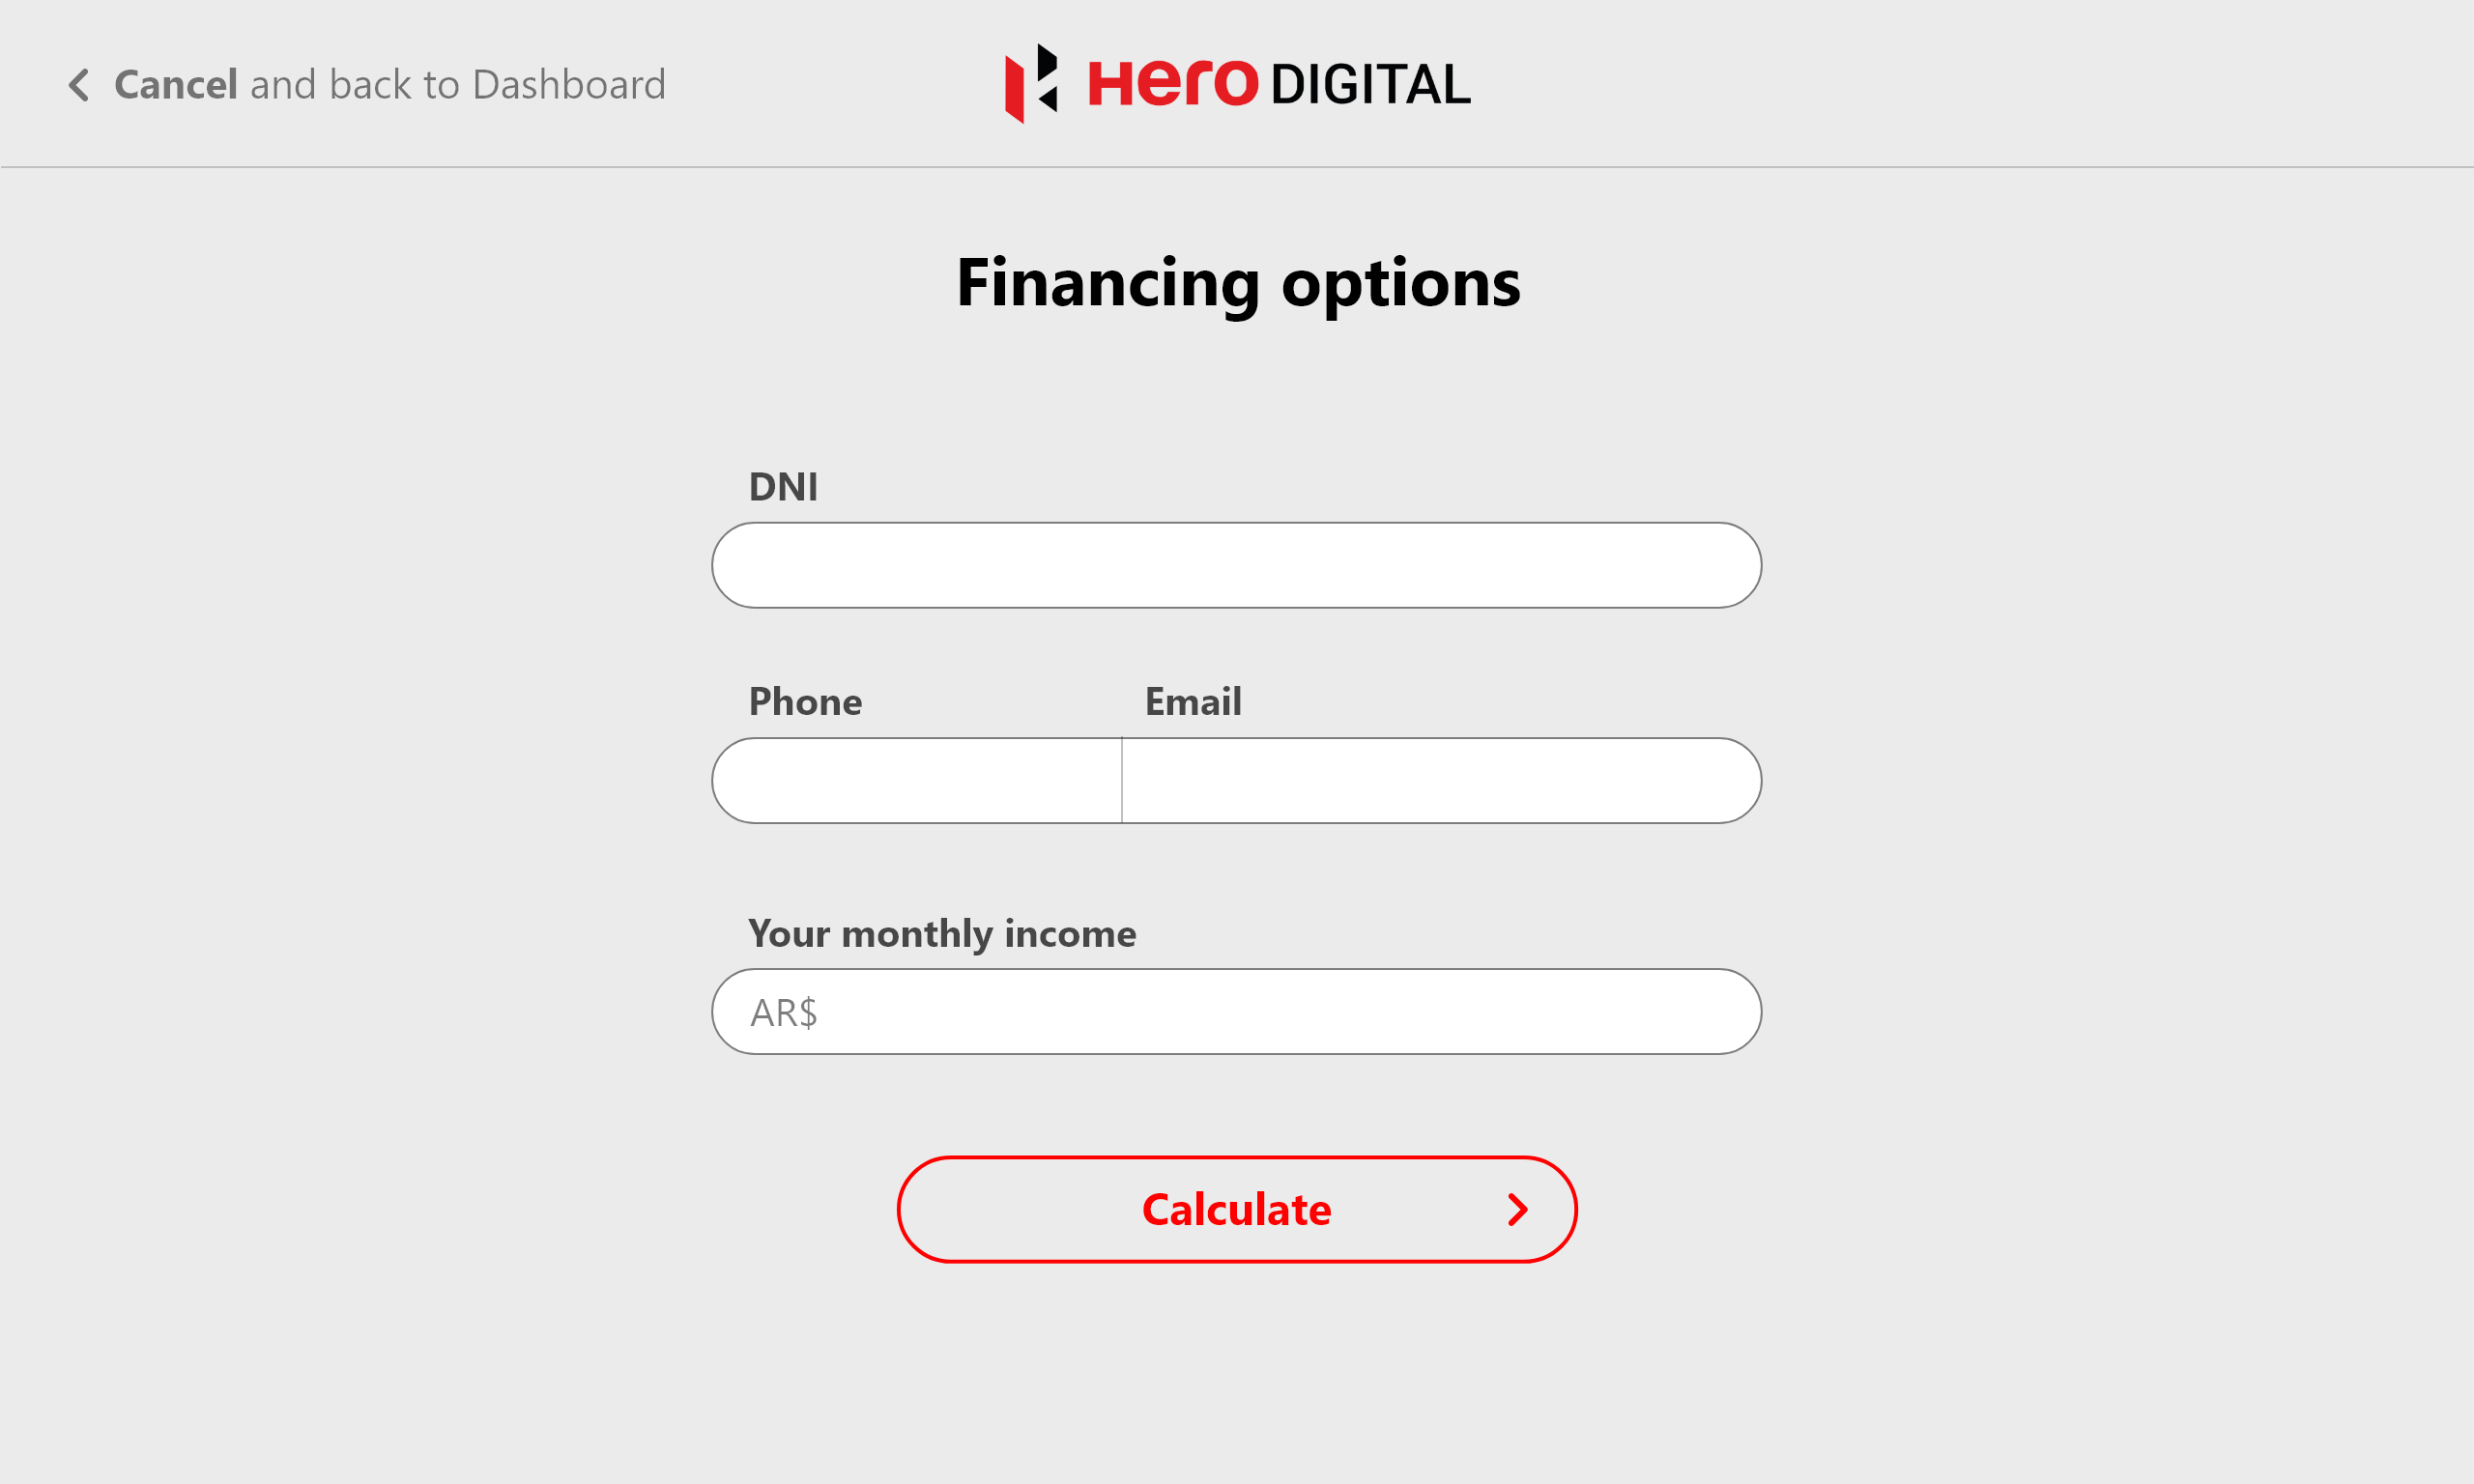 Cancel and back to Dashboard
Hero DIGITAL
Financing options
DNI
Phone Email
Your monthly income
AR$
Calculate